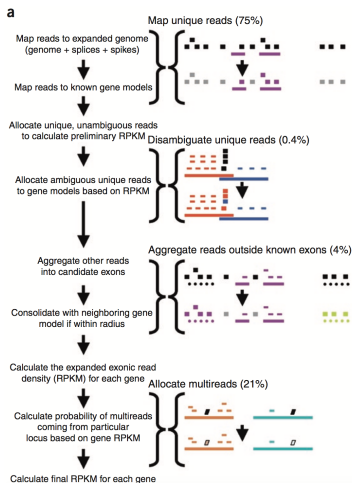 a
Map unique reads (75%)
Map reads to expanded genome
(genome + splices + spikes)
Map reads to known gene models
Allocate unique, unambiguous reads
to calculate preliminary RPKM
Disambiguate unique reads (0.4%)
Allocate ambiguous unique reads
to gene models based on RPKM
Aggregate reads outside known exons (4%)
Aggregate other reads
into candidate exons
Consolidate with neighboring
gene model if within radius
Calculate the expanded exonic read
density (RPKM) for each gene
Allocate multireads (21%)
Calculate probability of multireads
coming from particular
locus based on gene RPKM
Calculate final RPKM for each gene